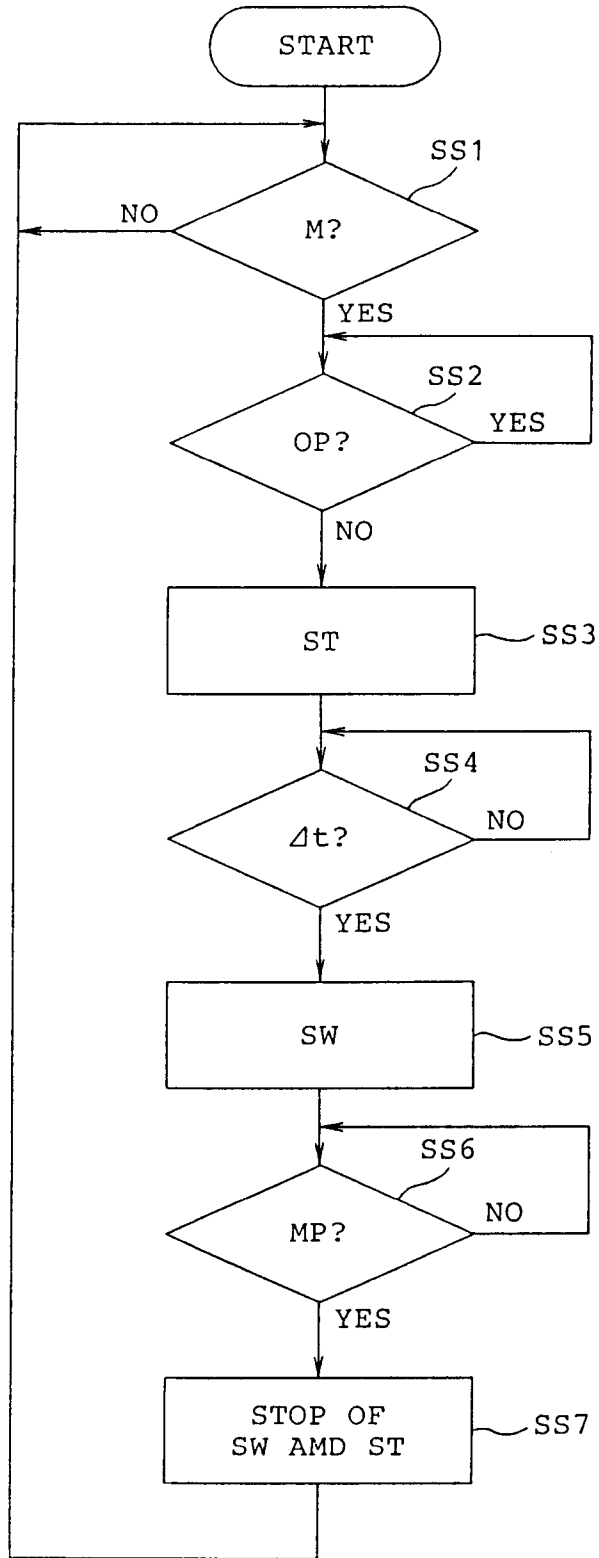 START
SS1
NO
M?
YES
SS2
YES
OP?
NO
ST
SS3
SS4
NO
Δt?
YES
SW
SS5
SS6
NO
MP?
YES
STOP OF
SW AMD ST
SS7